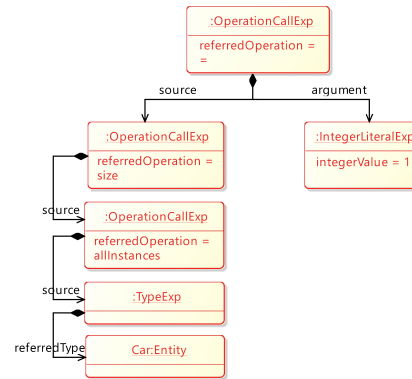 :OperationCallExp
referredOperation =
=
source
argument
:OperationCallExp
referredOperation =
size
:IntegerLiteralExp
integerValue = 1
source
:OperationCallExp
referredOperation =
allInstances
source
:TypeExp
referredType
Car:Entity